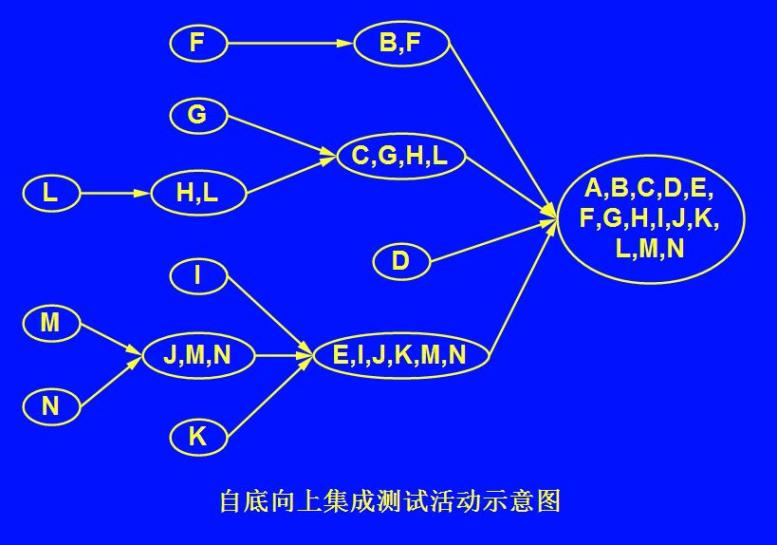 F
B,F
G
C,G,H,L
L
H,L
A,B,C,D,E,
F,G,H,I,J,K,
L,M,N
D
I
M
J,M,N
E,I,J,K,M,N
N
K
自底向上集成测试活动示意图